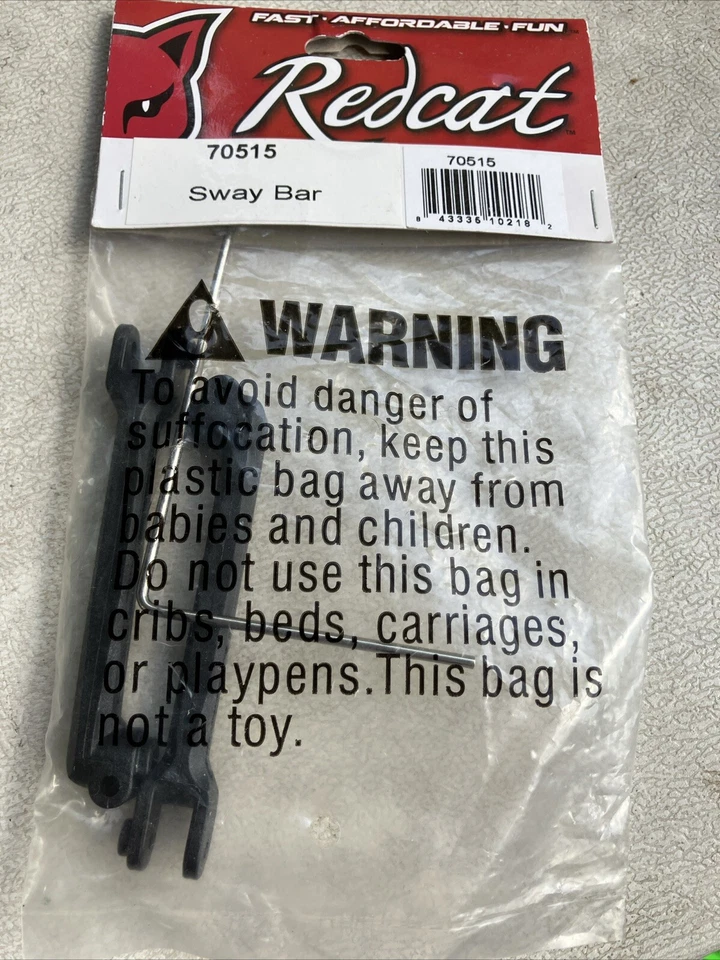 FAST · AFFORDABLE · FUN
Redcat™
70515
Sway Bar
70515
8 43336 10218 2
WARNING
To avoid danger of
suffocation, keep this
plastic bag away from
babies and children.
Do not use this bag in
cribs, beds, carriages,
or playpens.This bag is
not a toy.